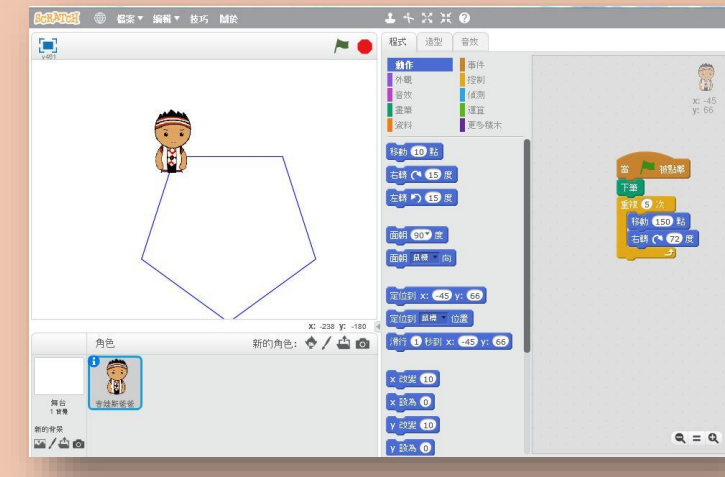 SCRATCH 檔案▼ 編輯▼ 技巧 關於
v461
程式 造型 音效
動作 事件
外觀 控制
音效 偵測
畫筆 運算
資料 更多積木
移動 10 點
右轉 15 度
左轉 15 度
面朝 90▼ 度
面朝 鼠標 向
定位到 x: -45 y: 66
定位到 鼠標 位置
滑行 1 秒到 x: -45 y: 66
x 改變 10
x 設為 0
y 改變 10
y 設為 0
x: -45
y: 66
當 被點擊
下筆
重複 5 次
移動 150 點
右轉 72 度
X: -238 Y: -180
角色 新的角色:
舞台
1 背景
新的背景
吉娃斯爸爸